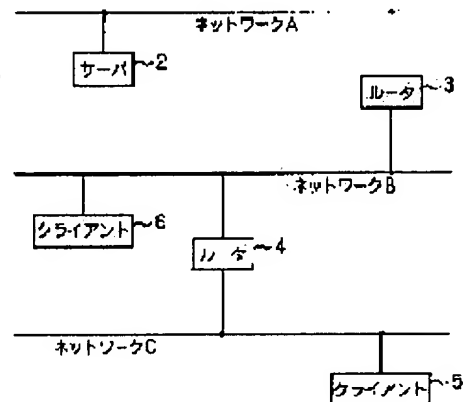 ネットワークA
サーバ ~2
ルータ ~3
ネットワークB
クライアント ~6
ルータ ~4
ネットワークC
クライアント ~5